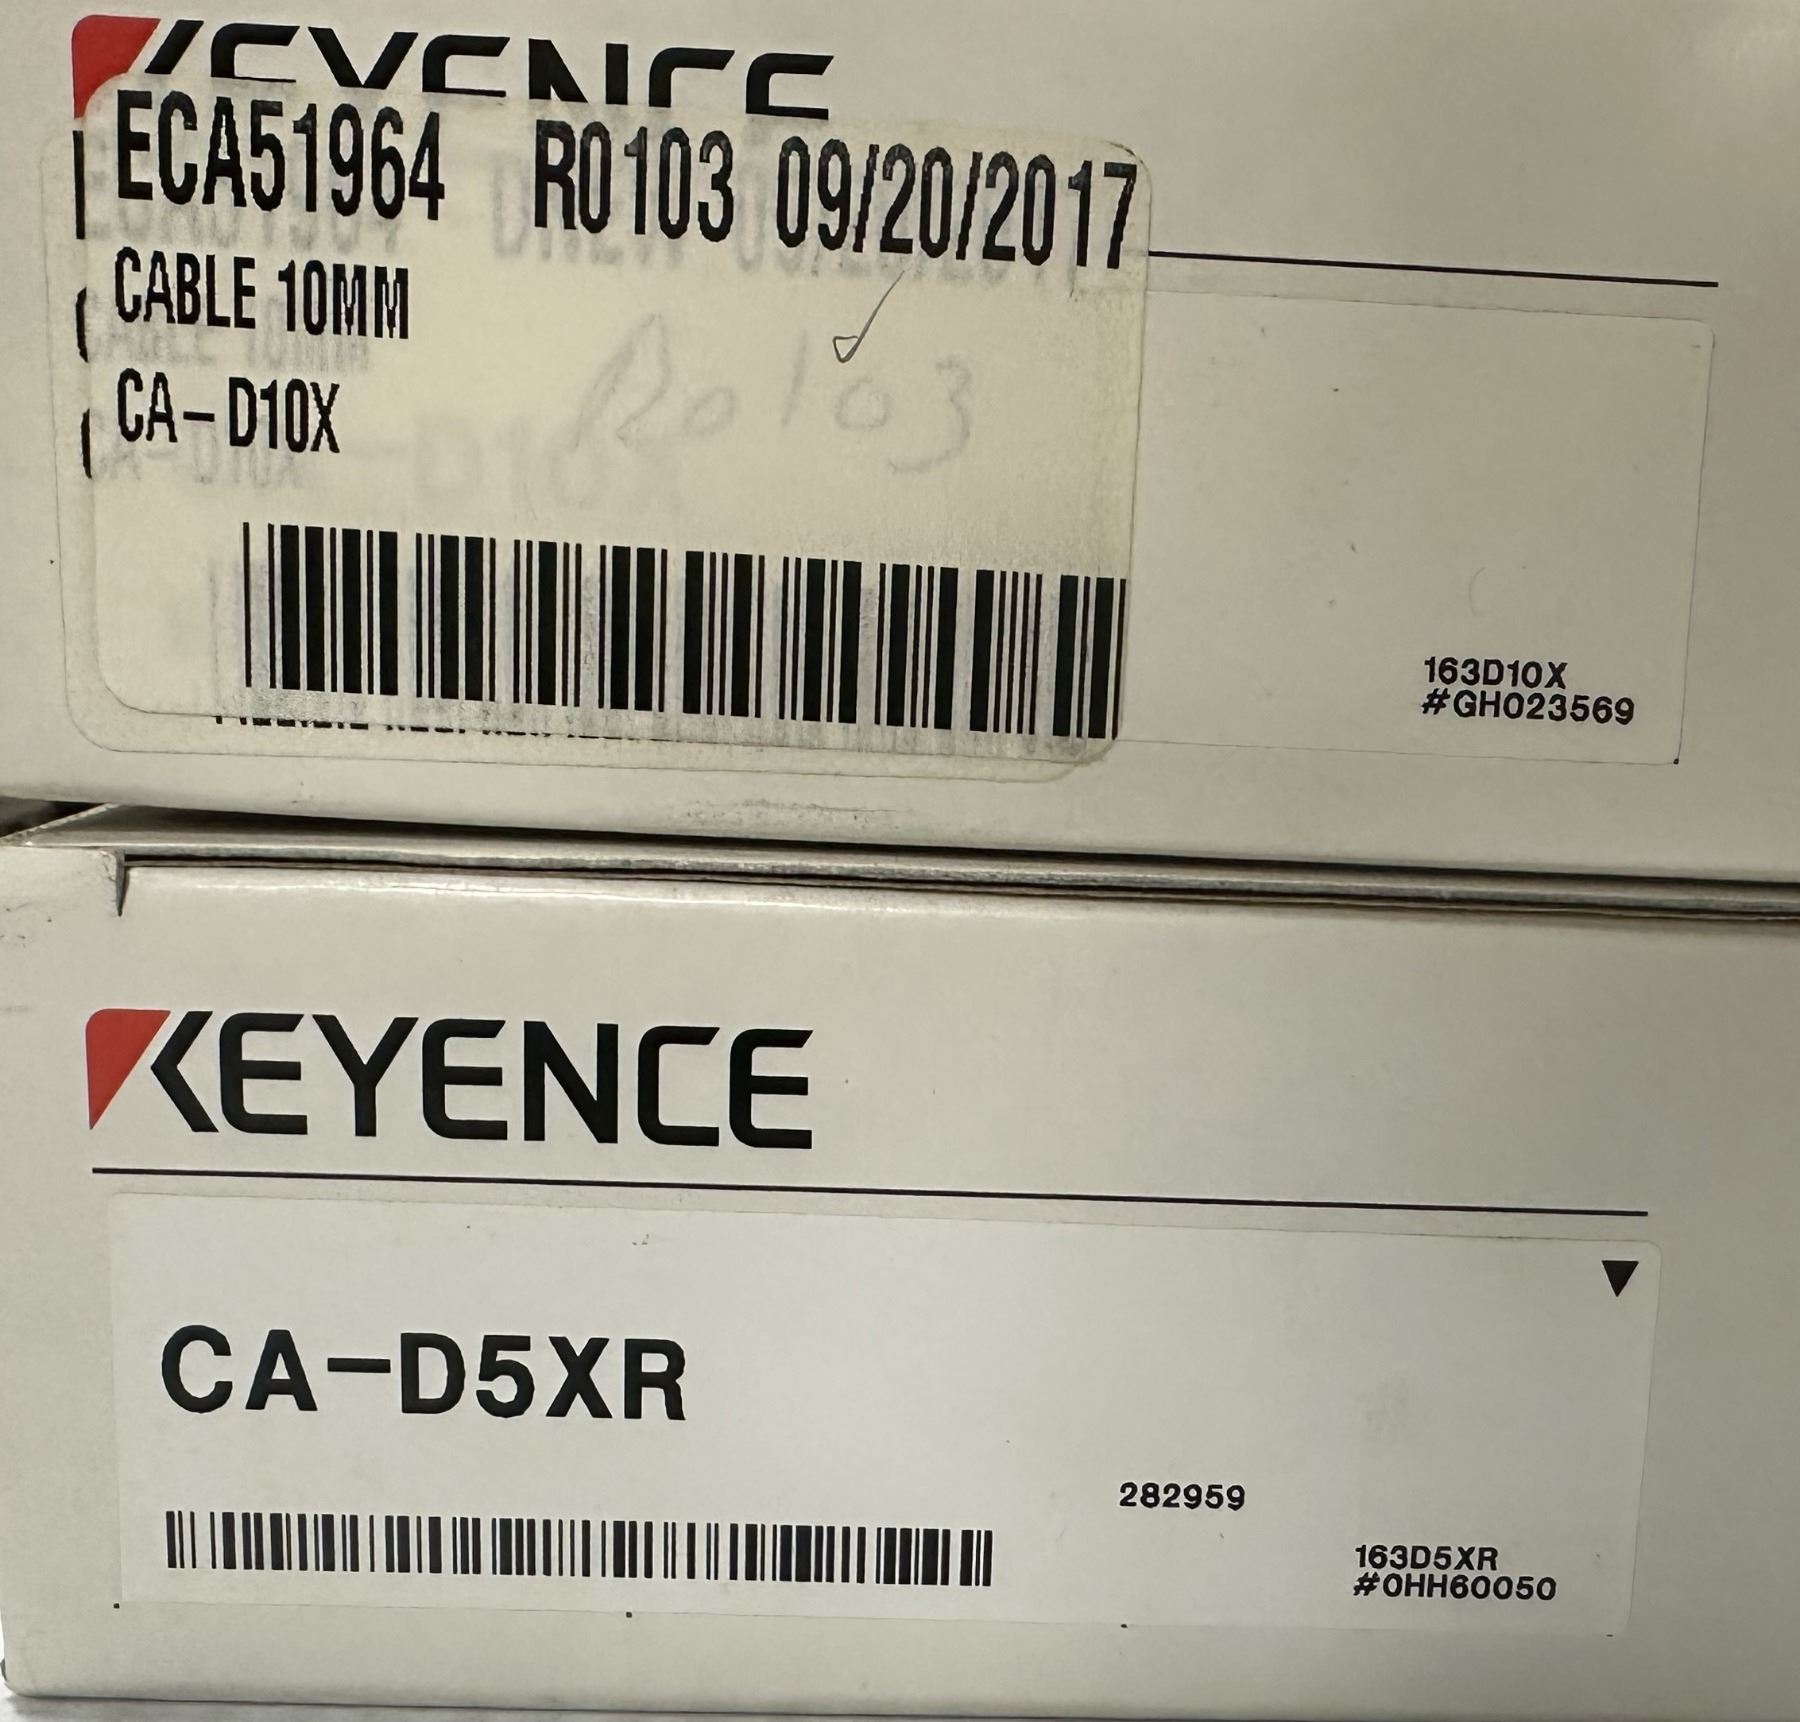 KEYENCE
ECA51964 R0103 09/20/2017
CABLE 10MM
CA-D10X
R0103
163D10X
#GH023569
KEYENCE
CA-D5XR
282959
163D5XR
#0HH60050